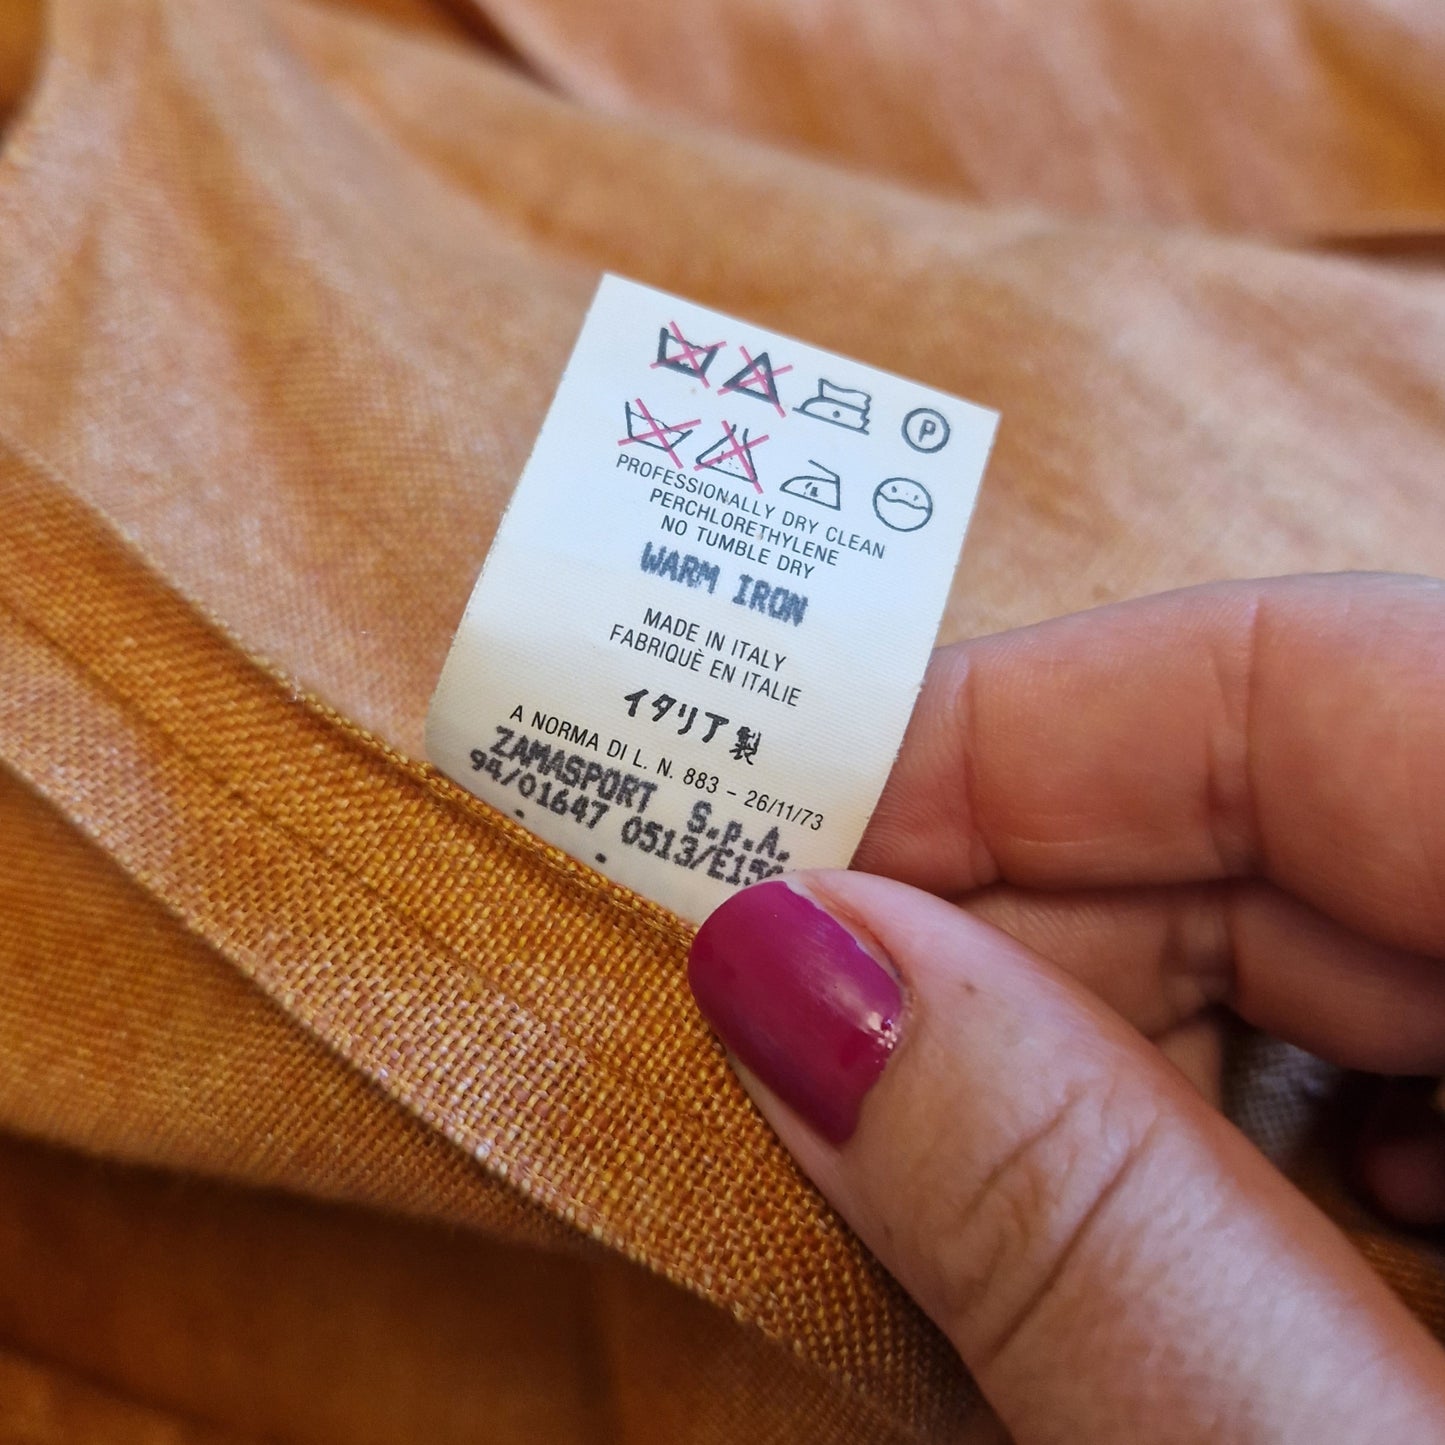 P
PROFESSIONALLY DRY CLEAN
PERCHLORETHYLENE
NO TUMBLE DRY
WARM IRON
MADE IN ITALY
FABRIQUÈ EN ITALIE
イタリア製
A NORMA DI L. N. 883 - 26/11/73
ZAMASPORT S.p.A.
94/01647 0513/E15